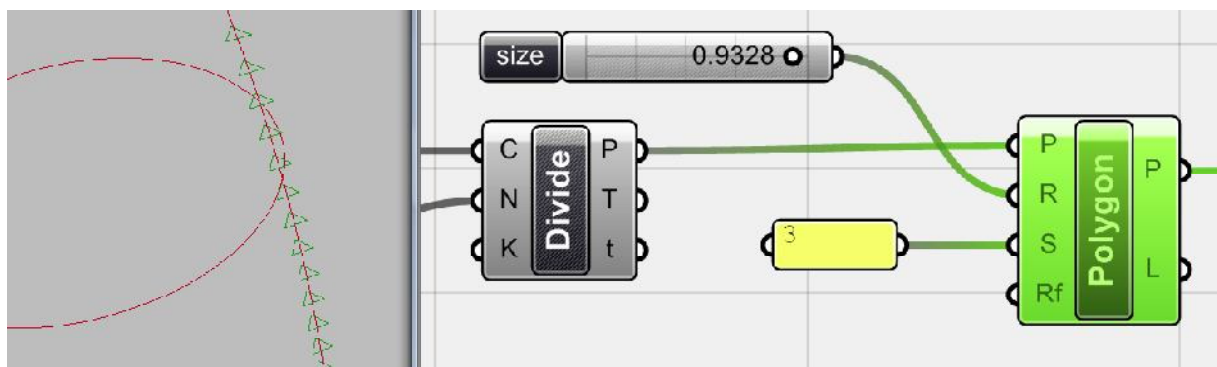 size 0.9328
C Divide P
N T
K t
3
P Polygon P
R
S L
Rf